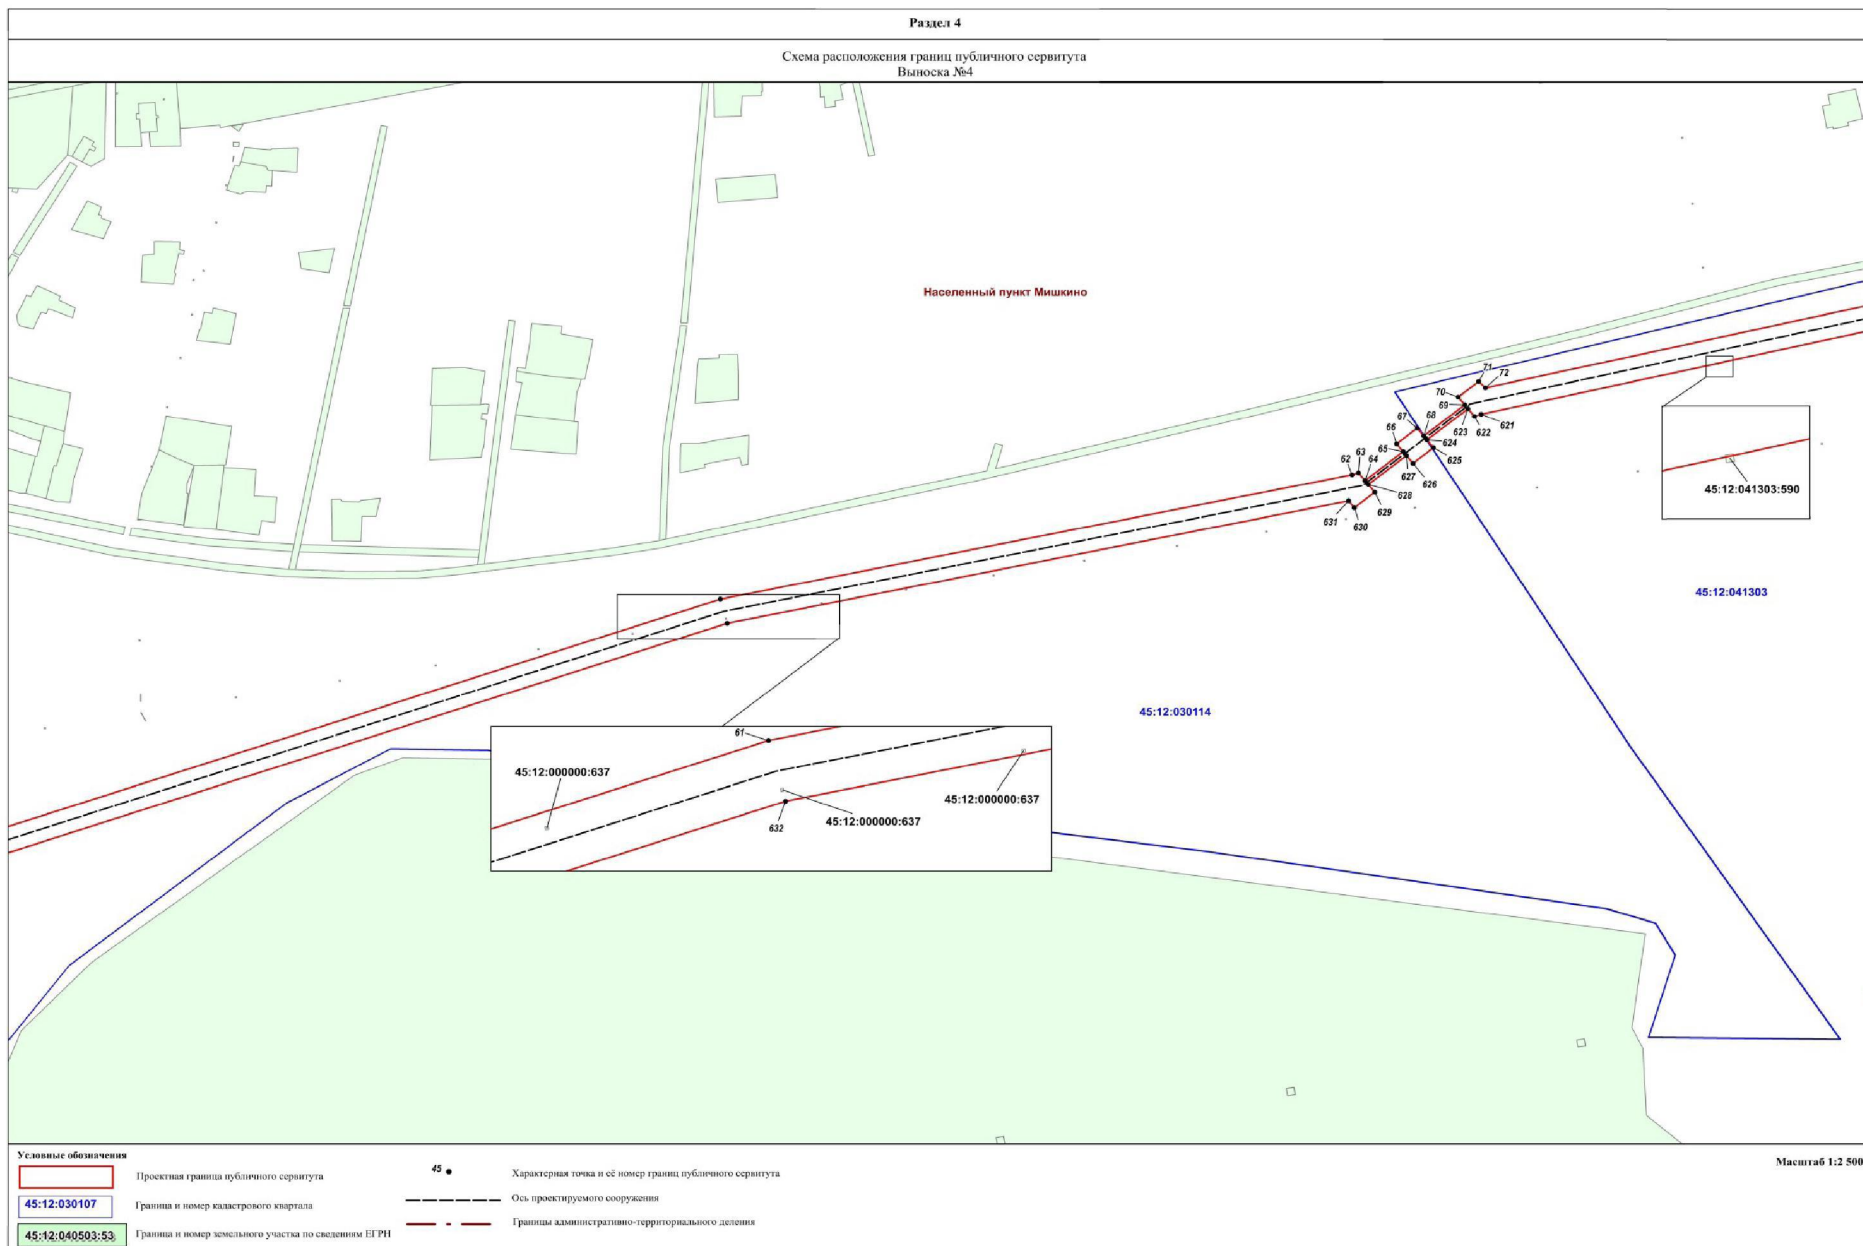 Раздел 4
Схема расположения границ публичного сервитута
Выноска №4
Населенный пункт Мишкино
71
72
70
69
68
67
623
622
621
66
624
65
625
62
63
64
627
626
628
629
631
630
45:12:041303:590
45:12:041303
45:12:030114
61
45:12:000000:637
45:12:000000:637
632
45:12:000000:637
Условные обозначения
Проектная граница публичного сервитута
45:12:030107
Граница и номер кадастрового квартала
45:12:040503:53
Граница и номер земельного участка по сведениям ЕГРН
45
Характерная точка и её номер границ публичного сервитута
Ось проектируемого сооружения
Границы административно-территориального деления
Масштаб 1:2 500